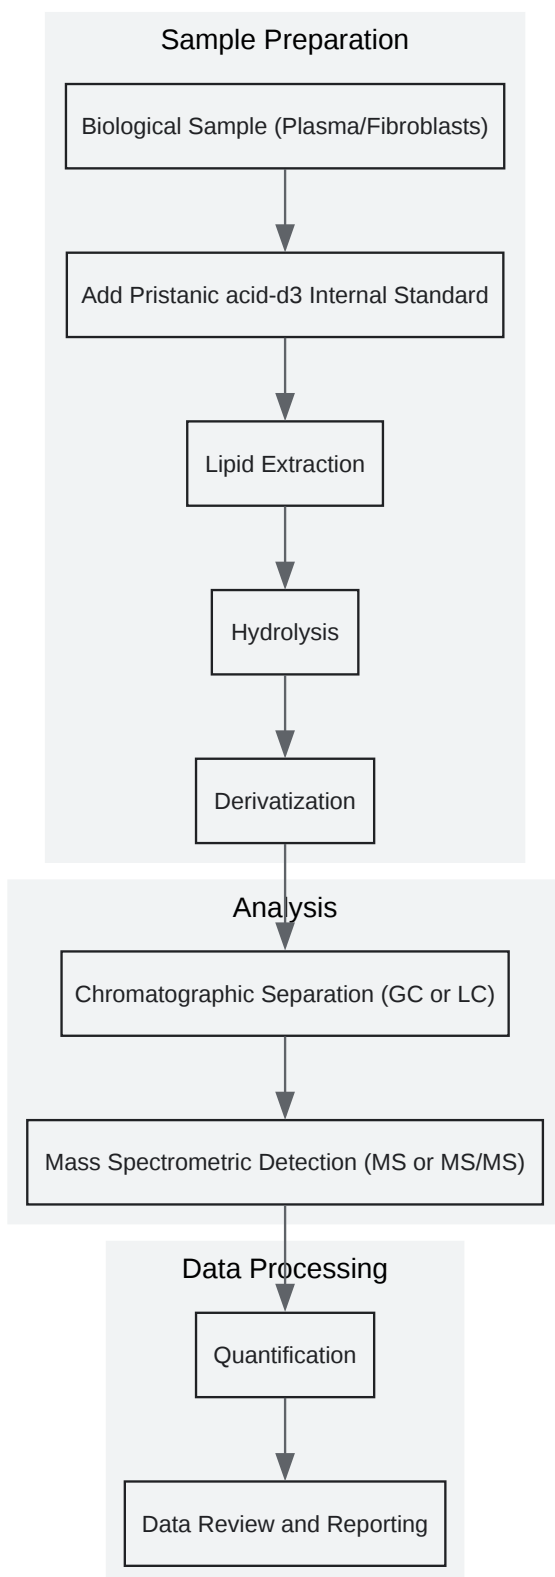 Sample Preparation
Biological Sample (Plasma/Fibroblasts)
Add Pristanic acid-d3 Internal Standard
Lipid Extraction
Hydrolysis
Derivatization
Analysis
Chromatographic Separation (GC or LC)
Mass Spectrometric Detection (MS or MS/MS)
Data Processing
Quantification
Data Review and Reporting